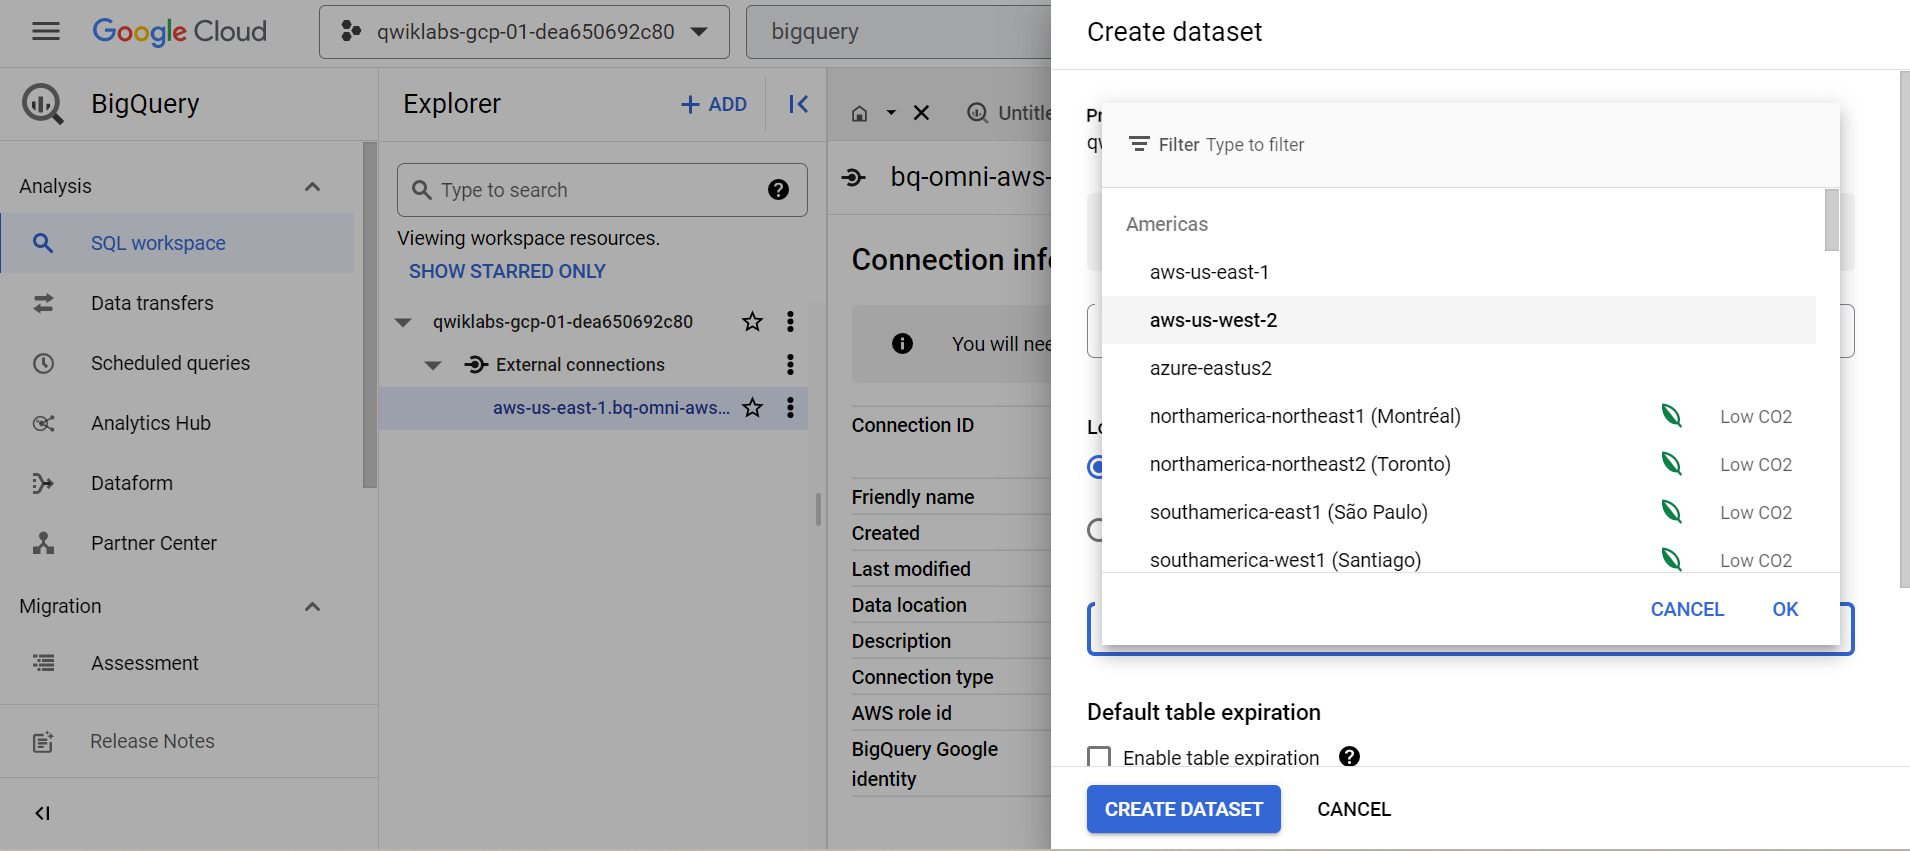 Google Cloud
qwiklabs-gcp-01-dea650692c80
bigquery
BigQuery
Analysis
SQL workspace
Data transfers
Scheduled queries
Analytics Hub
Dataform
Partner Center
Migration
Assessment
Release Notes
Explorer
ADD
Type to search
Viewing workspace resources.
SHOW STARRED ONLY
qwiklabs-gcp-01-dea650692c80
External connections
aws-us-east-1.bq-omni-aws...
Untitle
bq-omni-aws-
Connection info
You will nee
Connection ID
Friendly name
Created
Last modified
Data location
Description
Connection type
AWS role id
BigQuery Google
identity
Create dataset
Pr
qw
Filter Type to filter
Americas
aws-us-east-1
aws-us-west-2
azure-eastus2
northamerica-northeast1 (Montréal) Low CO2
northamerica-northeast2 (Toronto) Low CO2
southamerica-east1 (São Paulo) Low CO2
southamerica-west1 (Santiago) Low CO2
CANCEL OK
Lo
Default table expiration
Enable table expiration
CREATE DATASET CANCEL